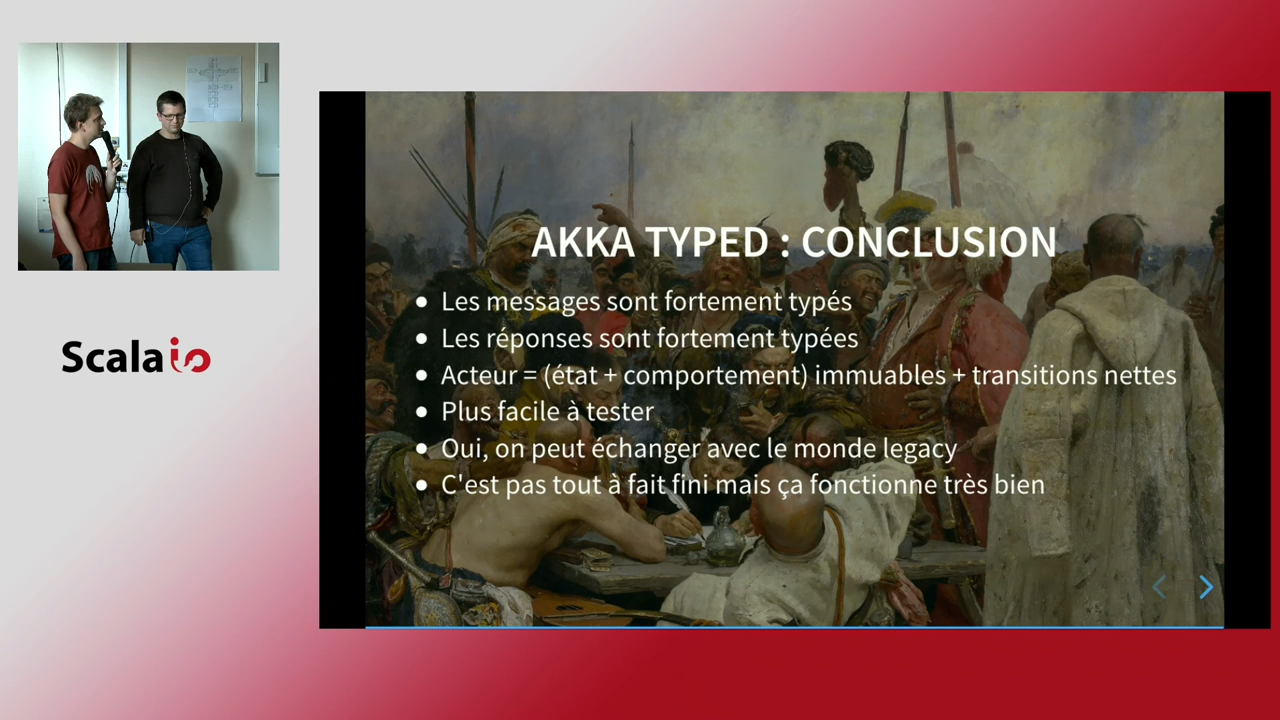 Scala io
AKKA TYPED : CONCLUSION
Les messages sont fortement typés
Les réponses sont fortement typées
Acteur = (état + comportement) immuables + transitions nettes
Plus facile à tester
Oui, on peut échanger avec le monde legacy
C'est pas tout à fait fini mais ça fonctionne très bien